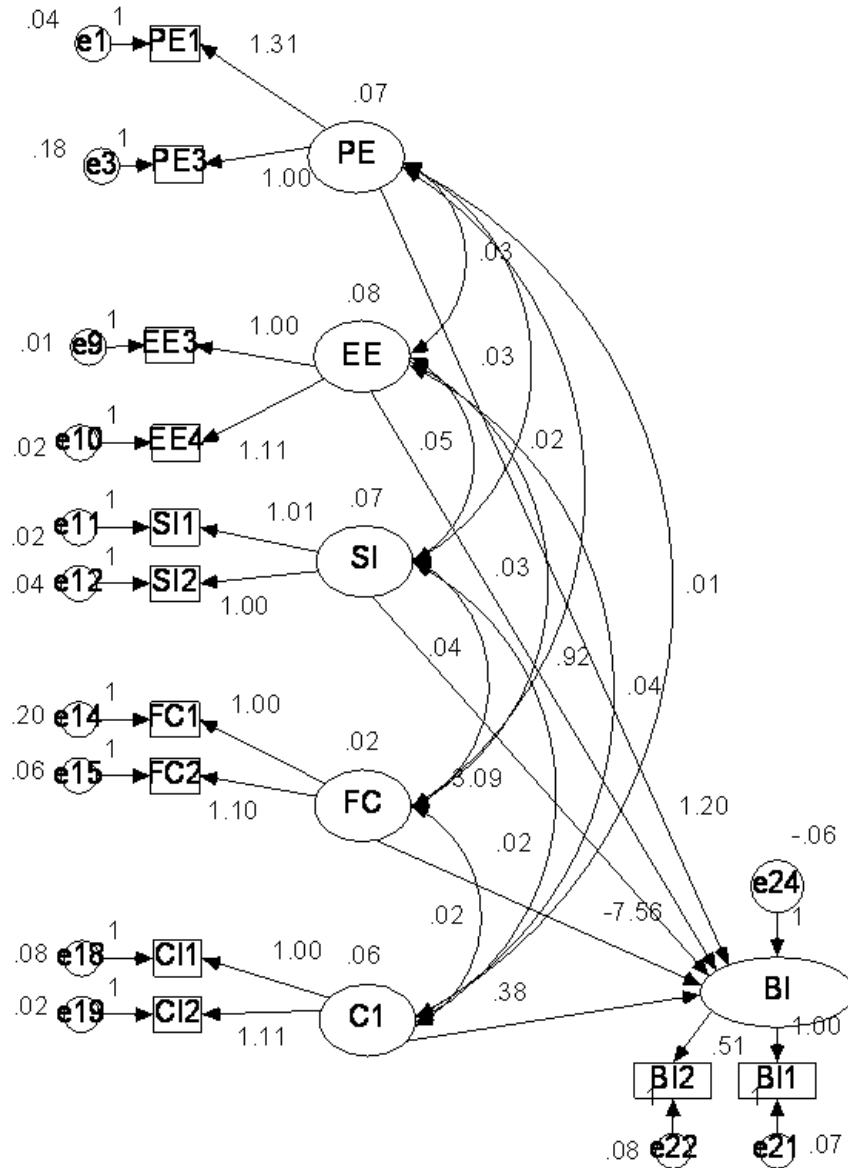 .04 e1 1 PE1 1.31
.07
PE
.18 e3 1 PE3 1.00
.03
.08
.01 e9 1 EE3 1.00
EE
.03
.02 e10 1 EE4 1.11
.05 .02
.07
.02 e11 1 SI1 1.01
SI
.04 e12 1 SI2 1.00
.03 .01
.04 .92 .04
.20 e14 1 FC1 1.00
.02
.06 e15 1 FC2 1.10
FC
.09 1.20
.02 -.06
e24
.02 -7.56 1
.08 e18 1 CI1 1.00
.06
.02 e19 1 CI2 1.11
C1
.38
BI
.51 1.00
BI2 BI1
1 1
.08 e22 e21 .07